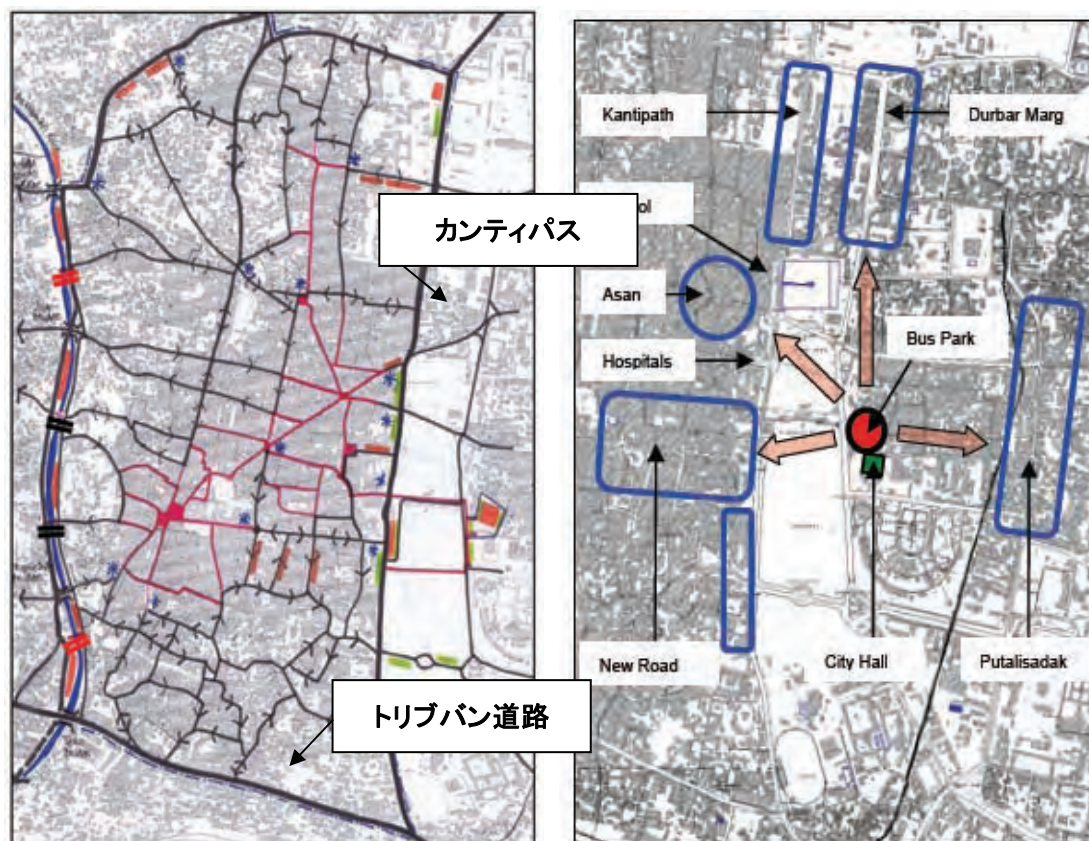 カンティパス
トリブバン道路
Kantipath
Durbar Marg
ol
Asan
Bus Park
Hospitals
New Road
City Hall
Putalisadak